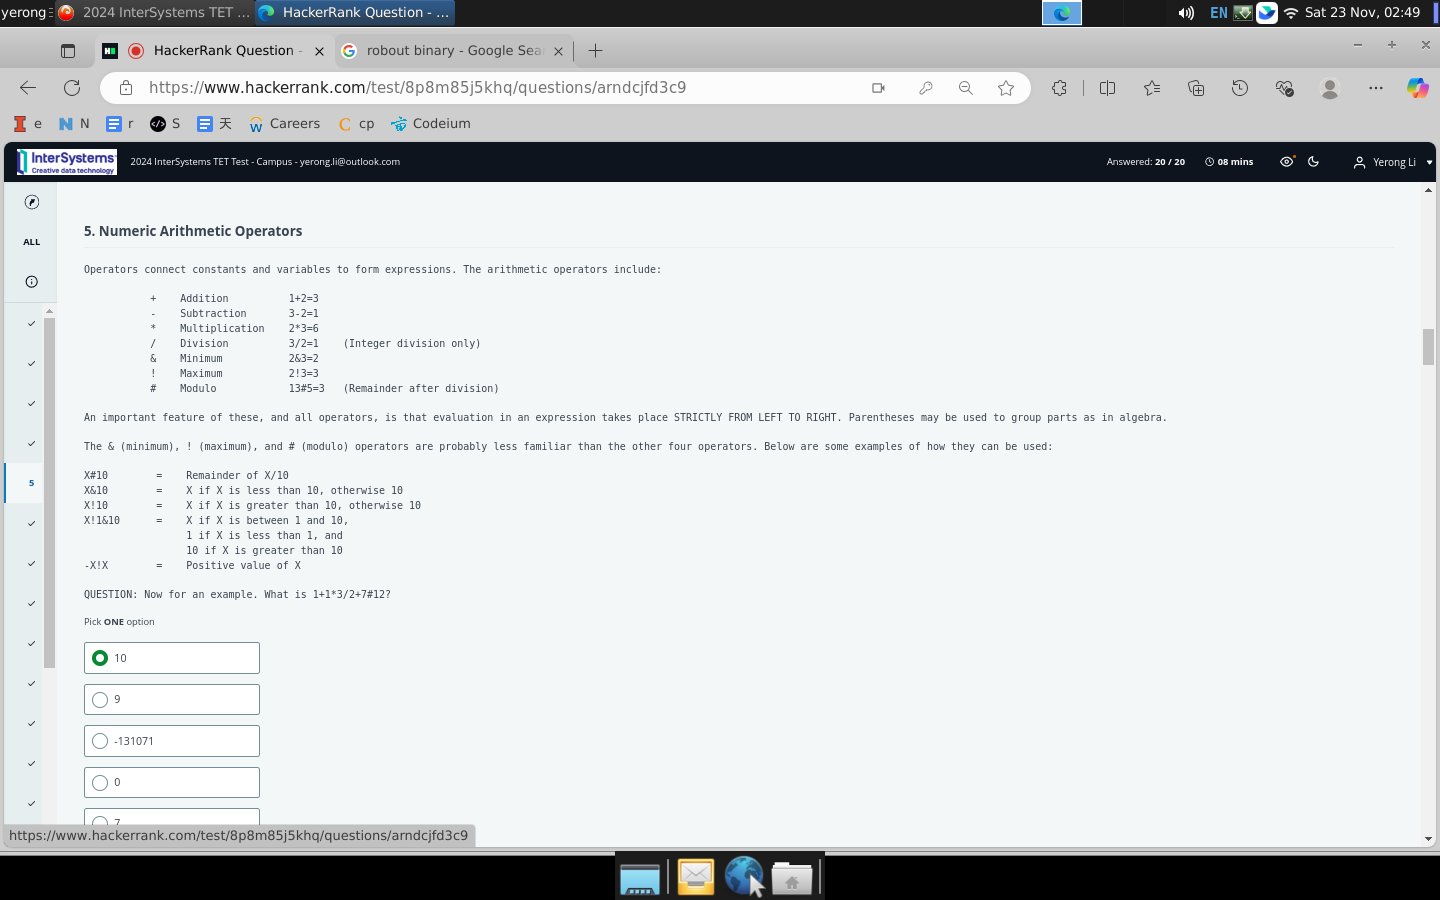 yerong
2024 InterSystems TET ...
HackerRank Question - ...
EN
Sat 23 Nov, 02:49
HackerRank Question -
robout binary - Google Sea
https://www.hackerrank.com/test/8p8m85j5khq/questions/arndcjfd3c9
e
N
r
S
天
Careers
cp
Codeium
InterSystems
Creative data technology
2024 InterSystems TET Test - Campus - yerong.li@outlook.com
Answered: 20 / 20
08 mins
Yerong Li
ALL
5
5. Numeric Arithmetic Operators
Operators connect constants and variables to form expressions. The arithmetic operators include:
+ Addition 1+2=3
- Subtraction 3-2=1
* Multiplication 2*3=6
/ Division 3/2=1 (Integer division only)
& Minimum 2&3=2
! Maximum 2!3=3
# Modulo 13#5=3 (Remainder after division)
An important feature of these, and all operators, is that evaluation in an expression takes place STRICTLY FROM LEFT TO RIGHT. Parentheses may be used to group parts as in algebra.
The & (minimum), ! (maximum), and # (modulo) operators are probably less familiar than the other four operators. Below are some examples of how they can be used:
X#10 = Remainder of X/10
X&10 = X if X is less than 10, otherwise 10
X!10 = X if X is greater than 10, otherwise 10
X!1&10 = X if X is between 1 and 10,
1 if X is less than 1, and
10 if X is greater than 10
-X!X = Positive value of X
QUESTION: Now for an example. What is 1+1*3/2+7#12?
Pick ONE option
10
9
-131071
0
7
https://www.hackerrank.com/test/8p8m85j5khq/questions/arndcjfd3c9